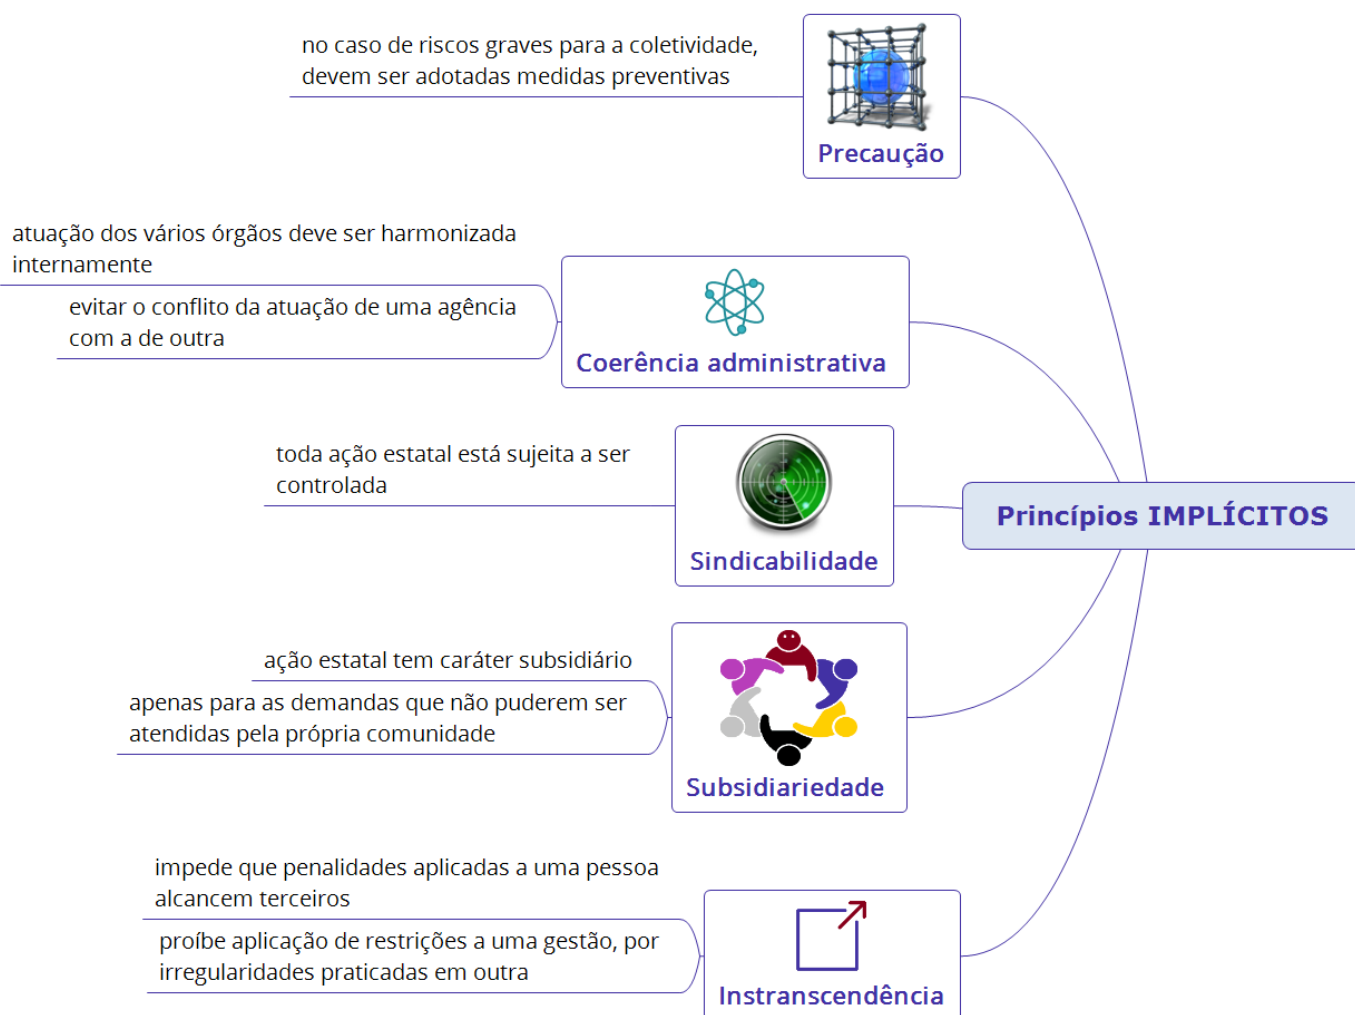 no caso de riscos graves para a coletividade,
devem ser adotadas medidas preventivas
Precaução
atuação dos vários órgãos deve ser harmonizada
internamente
evitar o conflito da atuação de uma agência
com a de outra
Coerência administrativa
toda ação estatal está sujeita a ser
controlada
Sindicabilidade
Princípios IMPLÍCITOS
ação estatal tem caráter subsidiário
apenas para as demandas que não puderem ser
atendidas pela própria comunidade
Subsidiariedade
impede que penalidades aplicadas a uma pessoa
alcancem terceiros
proíbe aplicação de restrições a uma gestão, por
irregularidades praticadas em outra
Instranscendência